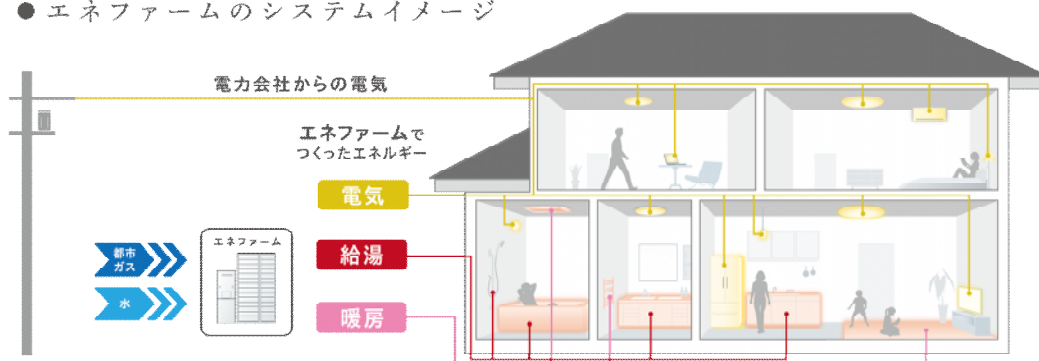 ● エネファームのシステムイメージ
電力会社からの電気
エネファームで
つくったエネルギー
電気
エネファーム
都市
ガス
給湯
水
暖房